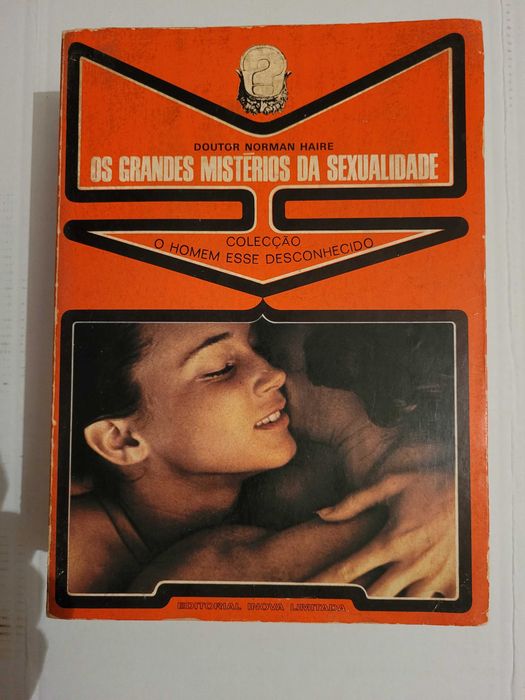 ?
DOUTOR NORMAN HAIRE
OS GRANDES MISTÉRIOS DA SEXUALIDADE
COLECÇÃO
O HOMEM ESSE DESCONHECIDO
EDITORIAL INOVA LIMITADA